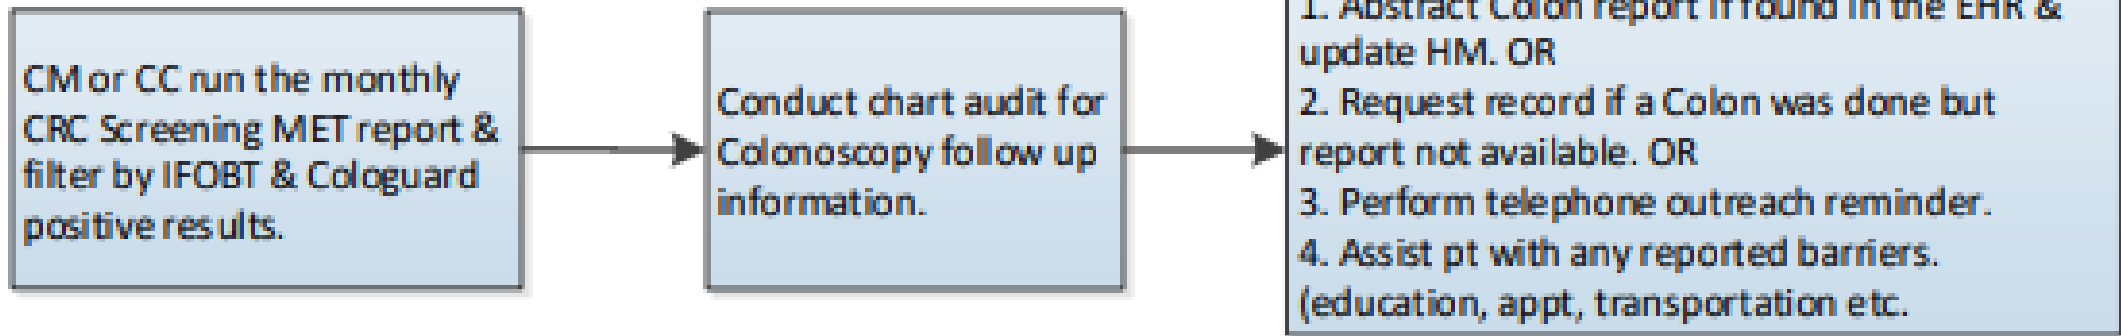 CM or CC run the monthly
CRC Screening MET report &
filter by IFOBT & Cologuard
positive results.
Conduct chart audit for
Colonoscopy follow up
information.
1. Abstract Colon report if found in the EHR &
update HM. OR
2. Request record if a Colon was done but
report not available. OR
3. Perform telephone outreach reminder.
4. Assist pt with any reported barriers.
(education, appt, transportation etc.